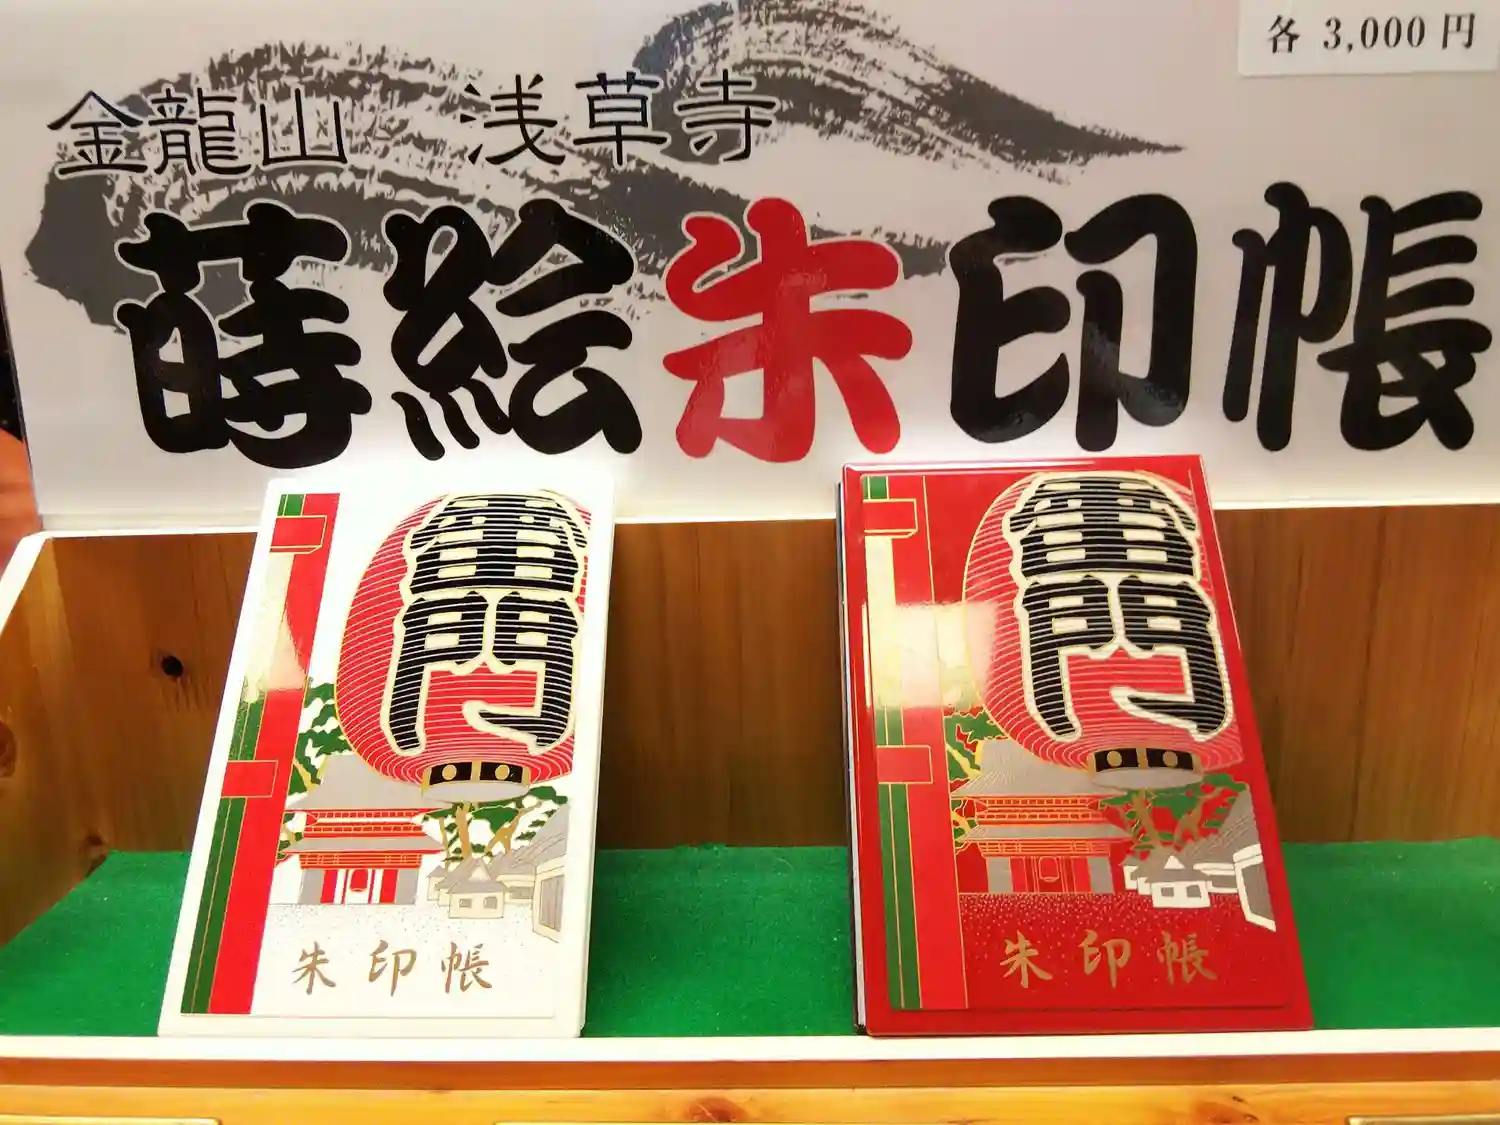 各 3,000 円
金龍山 浅草寺
蒔絵朱印帳
雷門
朱印帳
雷門
朱印帳